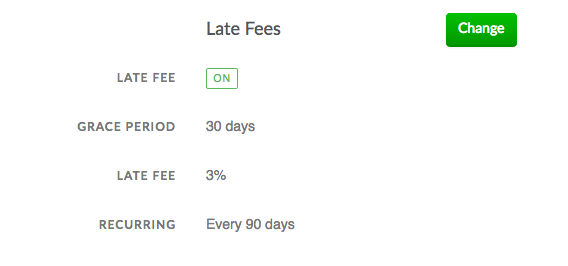 Late Fees Change
LATE FEE ON
GRACE PERIOD 30 days
LATE FEE 3%
RECURRING Every 90 days